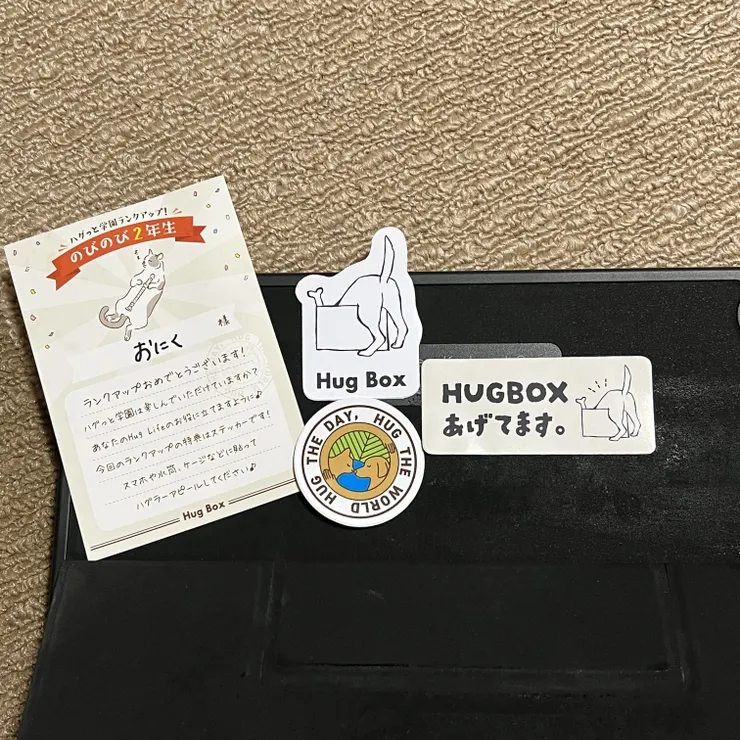 ハグっと学園ランクアップ!
のびのび2年生
おにく 様
ランクアップおめでとうございます!
ハグっと学園は楽しんでいただけていますか?
あなたのHug Lifeのお役に立てますように♪
今回のランクアップの特典はステッカーです!
スマホや水筒、ケージなどに貼って
ハグラーアピールしてください♪
Hug Box
Hug Box
HUG THE DAY, HUG THE WORLD
HUGBOX
あげてます。